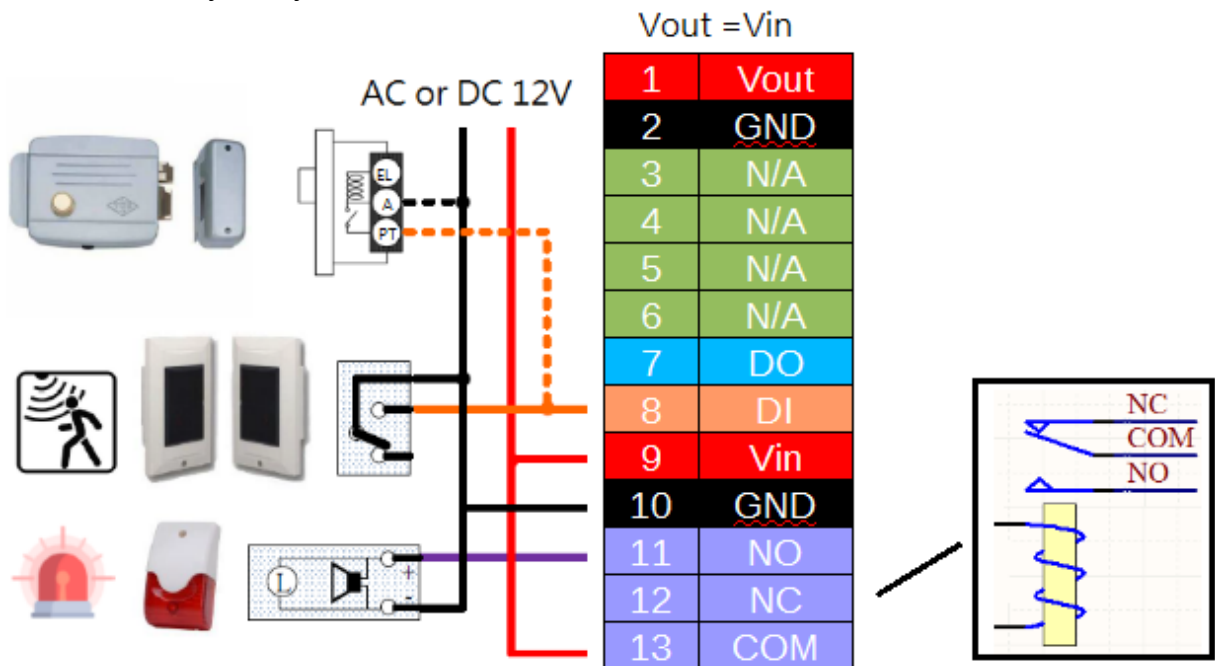 Vout =Vin
AC or DC 12V
1 Vout
2 GND
3 N/A
4 N/A
5 N/A
6 N/A
7 DO
8 DI
9 Vin
10 GND
11 NO
12 NC
13 COM
EL
A
PT
L
+
-
NC
COM
NO